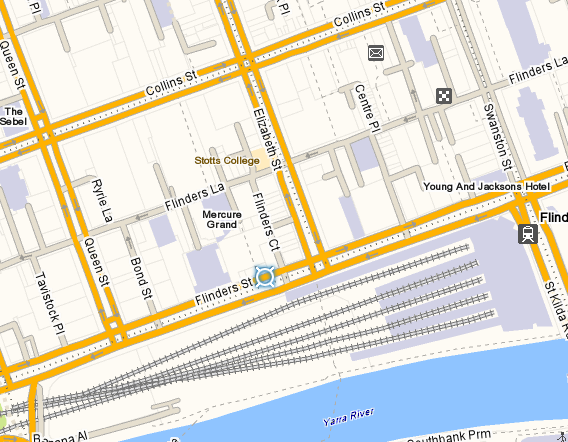 Pl
Pl
Collins St
Collins St
Queen St
Flinders La
The
Sebel
Centre Pl
Elizabeth St
Swanston St
Stotts College
Ryrie La
Flinders La
Flinders Ct
Mercure
Grand
Young And Jacksons Hotel
Flind
Queen St
Bond St
Tavistock Pl
Flinders St
St Kilda R
Yarra River
Banana Al
Southbank Prm